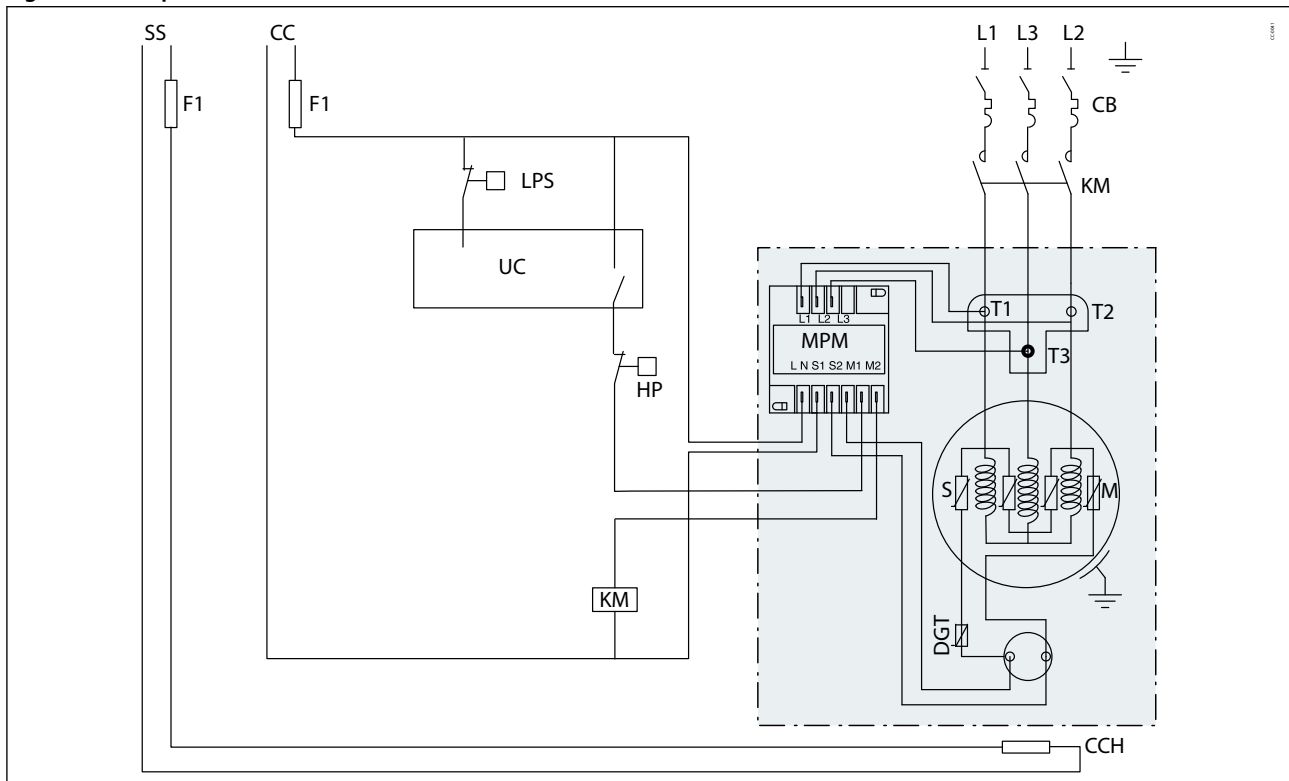 SS
CC
L1 L3 L2
F1
F1
CB
LPS
KM
UC
T1
T2
L1 L2 L3
MPM
T3
L N S1 S2 M1 M2
HP
S
M
KM
DGT
CCH